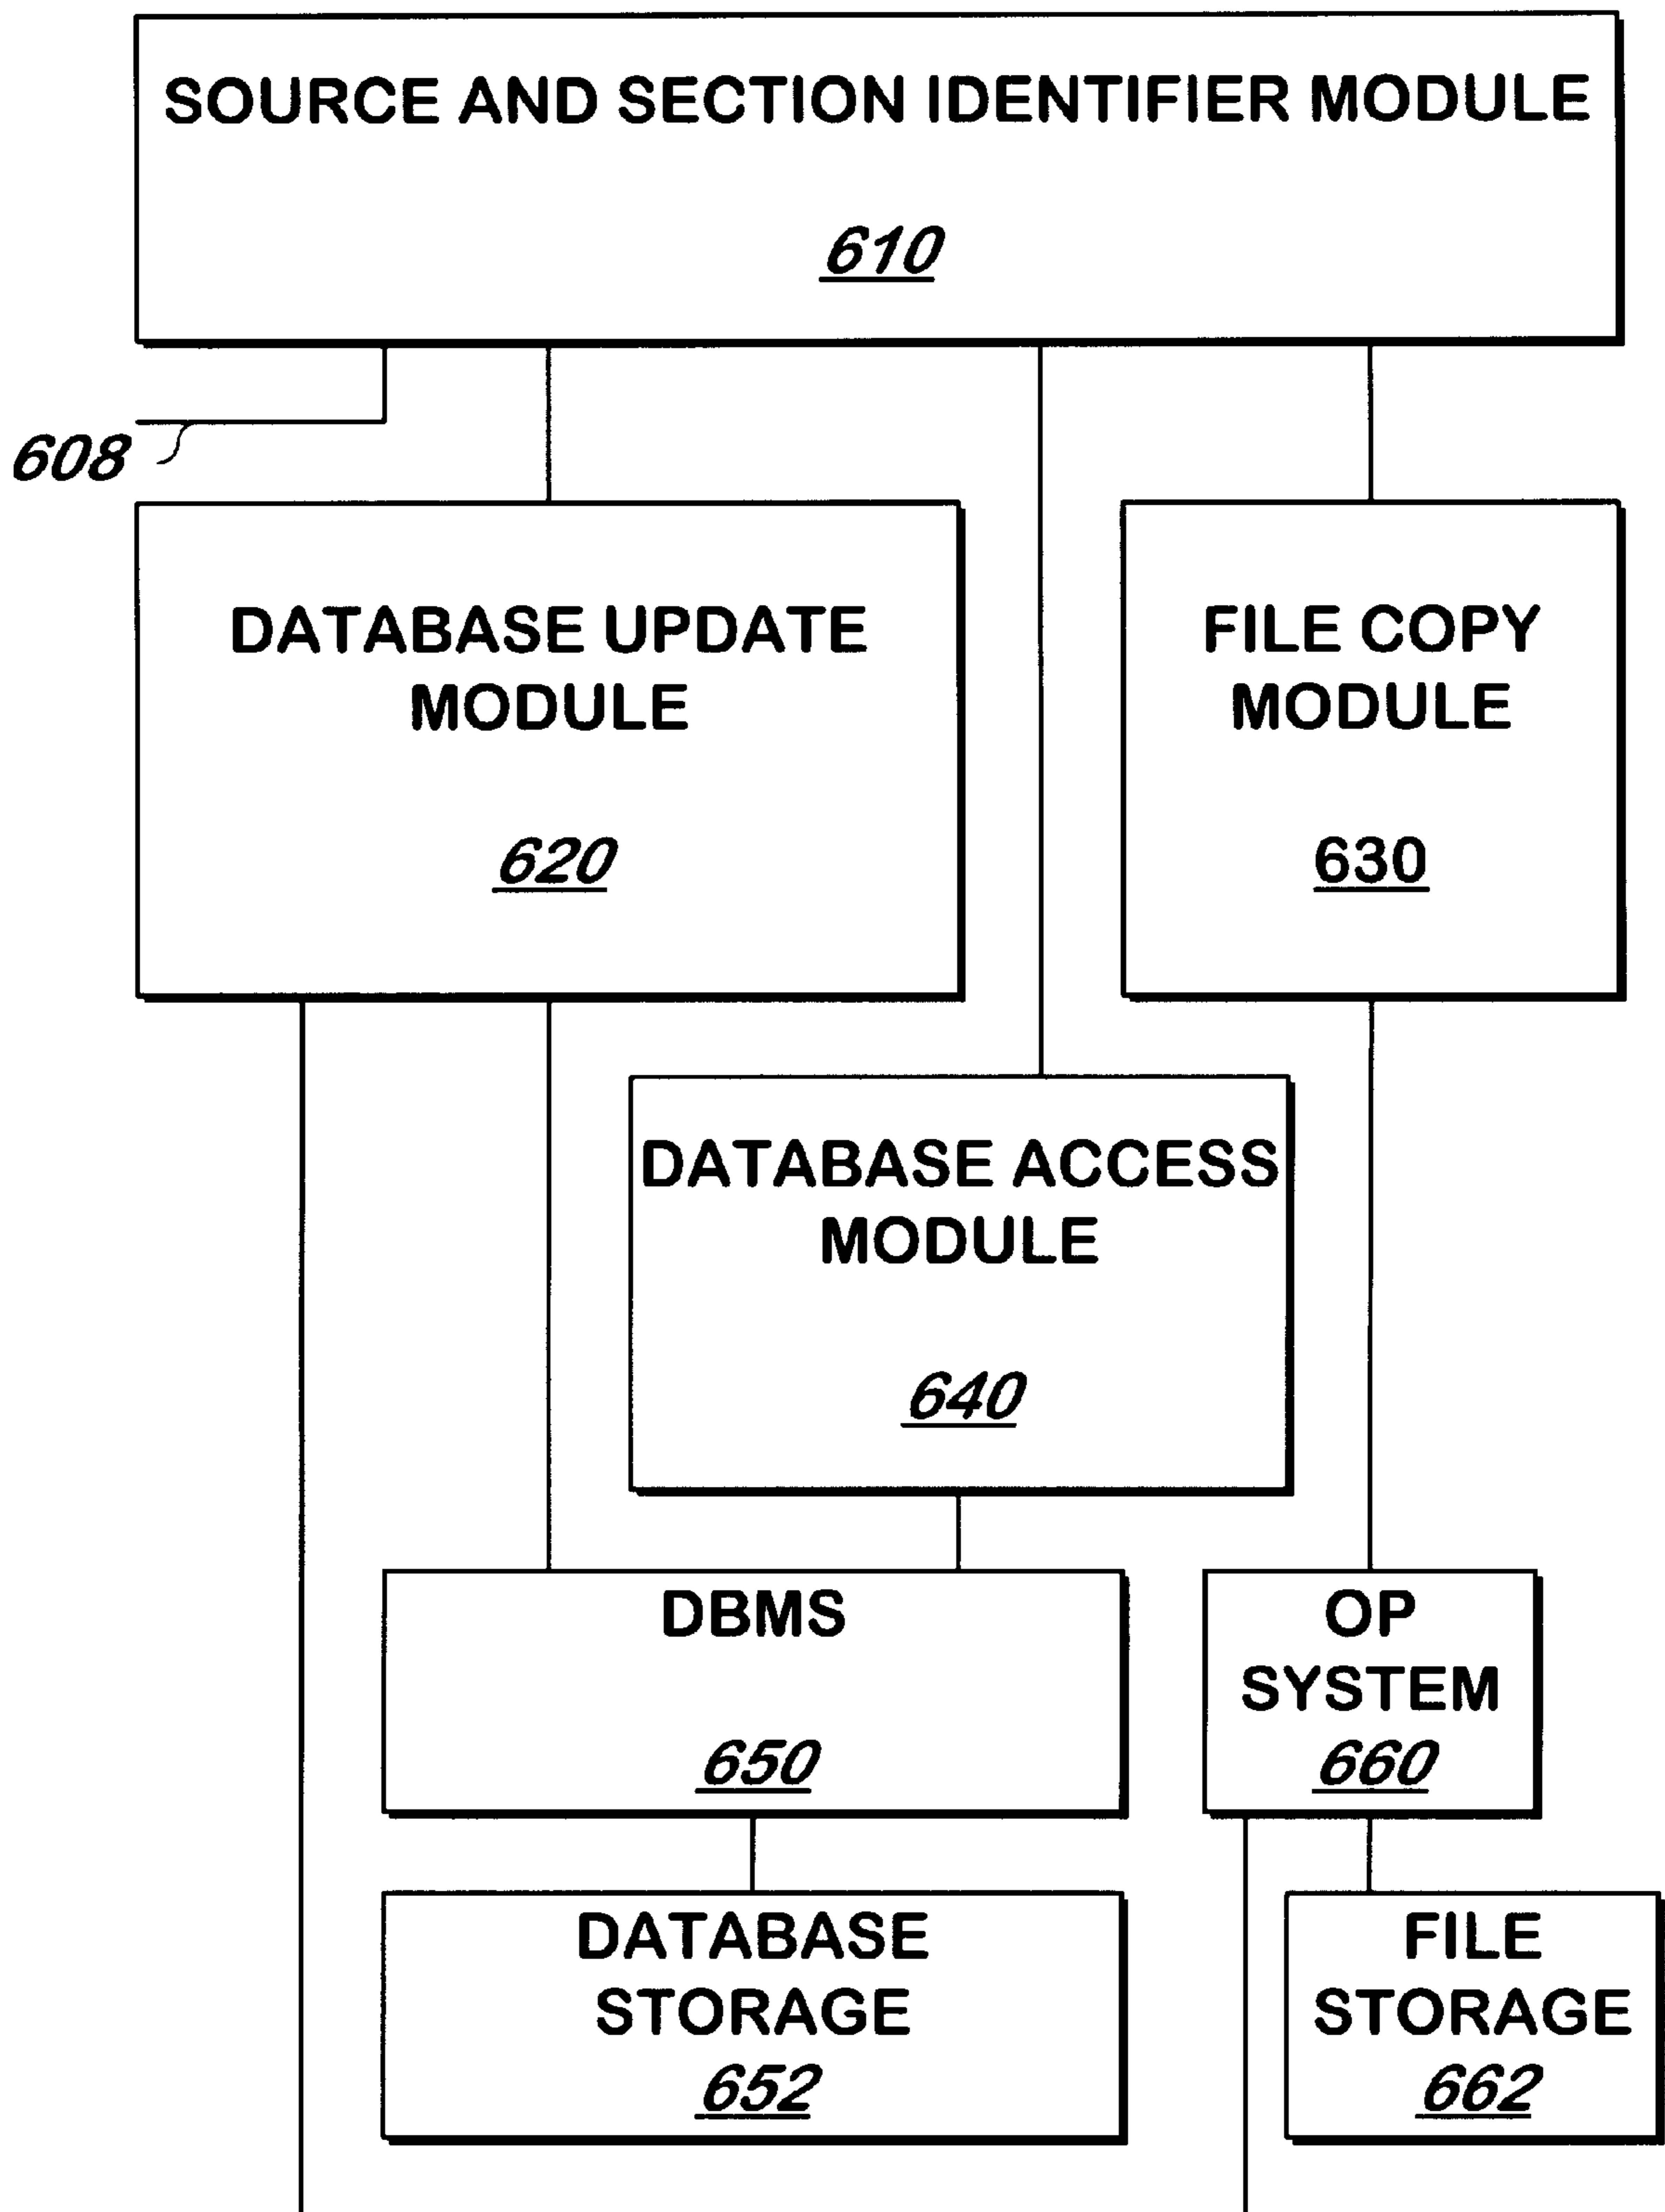 SOURCE AND SECTION IDENTIFIER MODULE
610
608
DATABASE UPDATE
MODULE
620
FILE COPY
MODULE
630
DATABASE ACCESS
MODULE
640
DBMS
650
OP
SYSTEM
660
DATABASE
STORAGE
652
FILE
STORAGE
662